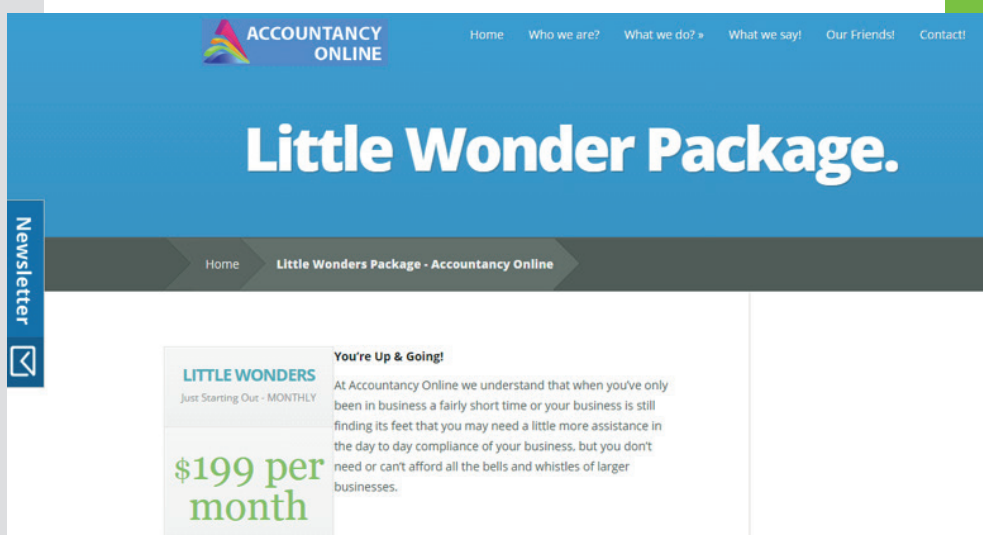 ACCOUNTANCY
ONLINE
Home Who we are? What we do? » What we say! Our Friends! Contact!
Little Wonder Package.
Newsletter
Home Little Wonders Package - Accountancy Online
LITTLE WONDERS
Just Starting Out - MONTHLY
$199 per
month
You're Up & Going!
At Accountancy Online we understand that when you've only
been in business a fairly short time or your business is still
finding its feet that you may need a little more assistance in
the day to day compliance of your business, but you don't
need or can't afford all the bells and whistles of larger
businesses.